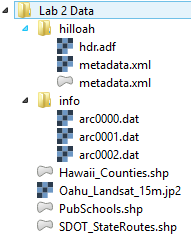 Lab 2 Data
hilloah
hdr.adf
metadata.xml
metadata.xml
info
arc0000.dat
arc0001.dat
arc0002.dat
Hawaii_Counties.shp
Oahu_Landsat_15m.jp2
PubSchools.shp
SDOT_StateRoutes.shp